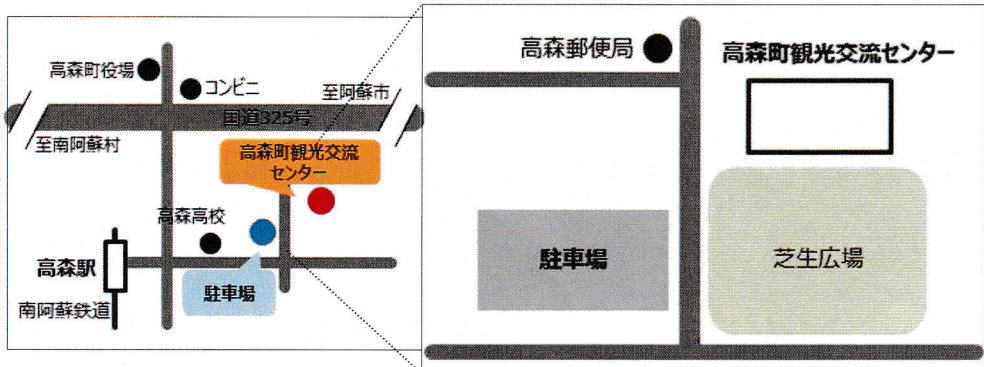 高森町役場
コンビニ
至阿蘇市
国道325号
至南阿蘇村
高森町観光交流
センター
高森高校
高森駅
駐車場
南阿蘇鉄道
高森郵便局
高森町観光交流センター
駐車場
芝生広場